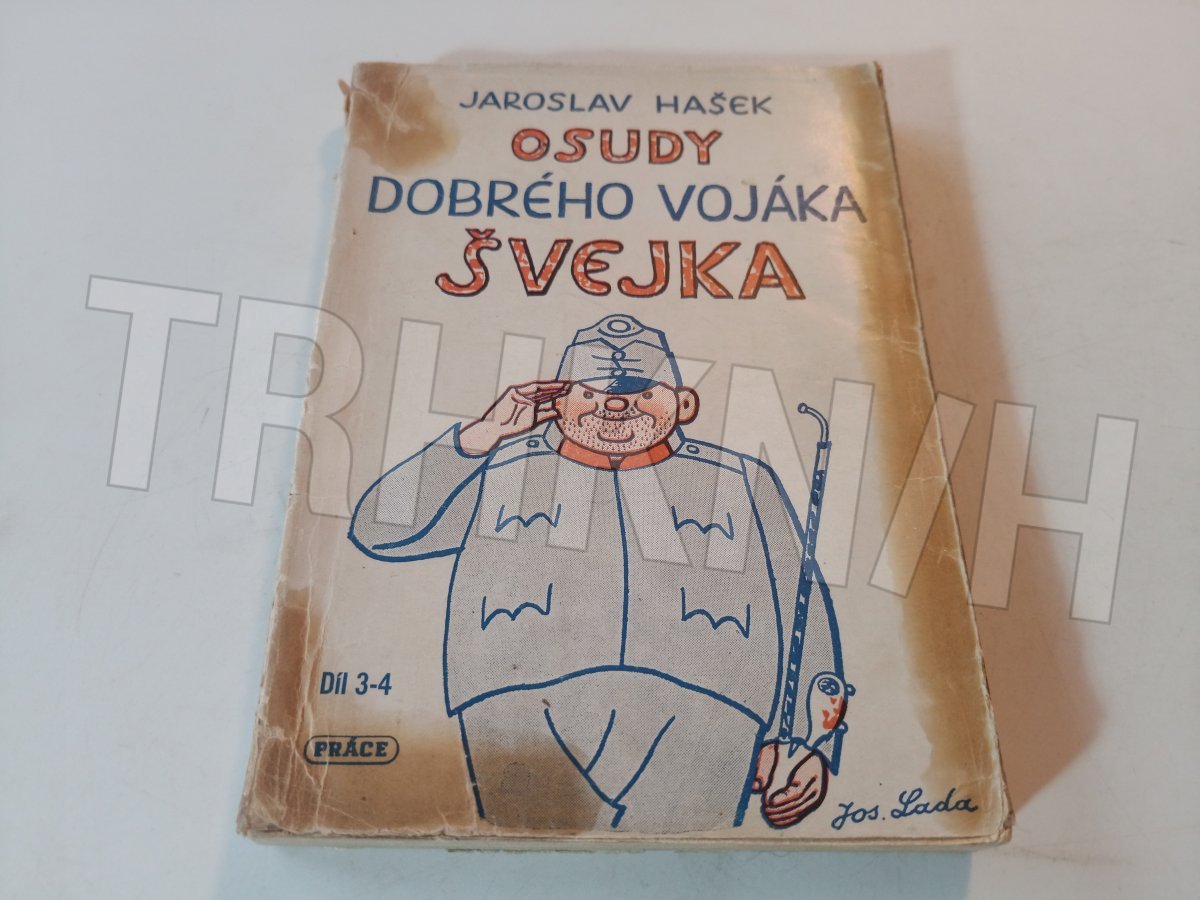 JAROSLAV HAŠEK
OSUDY
DOBRÉHO VOJÁKA
ŠVEJKA
TRHKNIH
Díl 3-4
PRÁCE
Jos. Lada